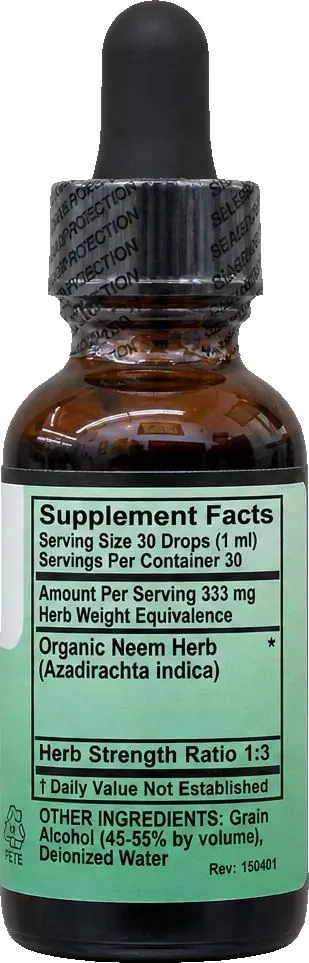 SEALED PROTECTION
Supplement Facts
Serving Size 30 Drops (1 ml)
Servings Per Container 30
Amount Per Serving 333 mg
Herb Weight Equivalence
Organic Neem Herb *
(Azadirachta indica)
Herb Strength Ratio 1:3
† Daily Value Not Established
OTHER INGREDIENTS: Grain
Alcohol (45-55% by volume),
Deionized Water
PETE
Rev: 150401